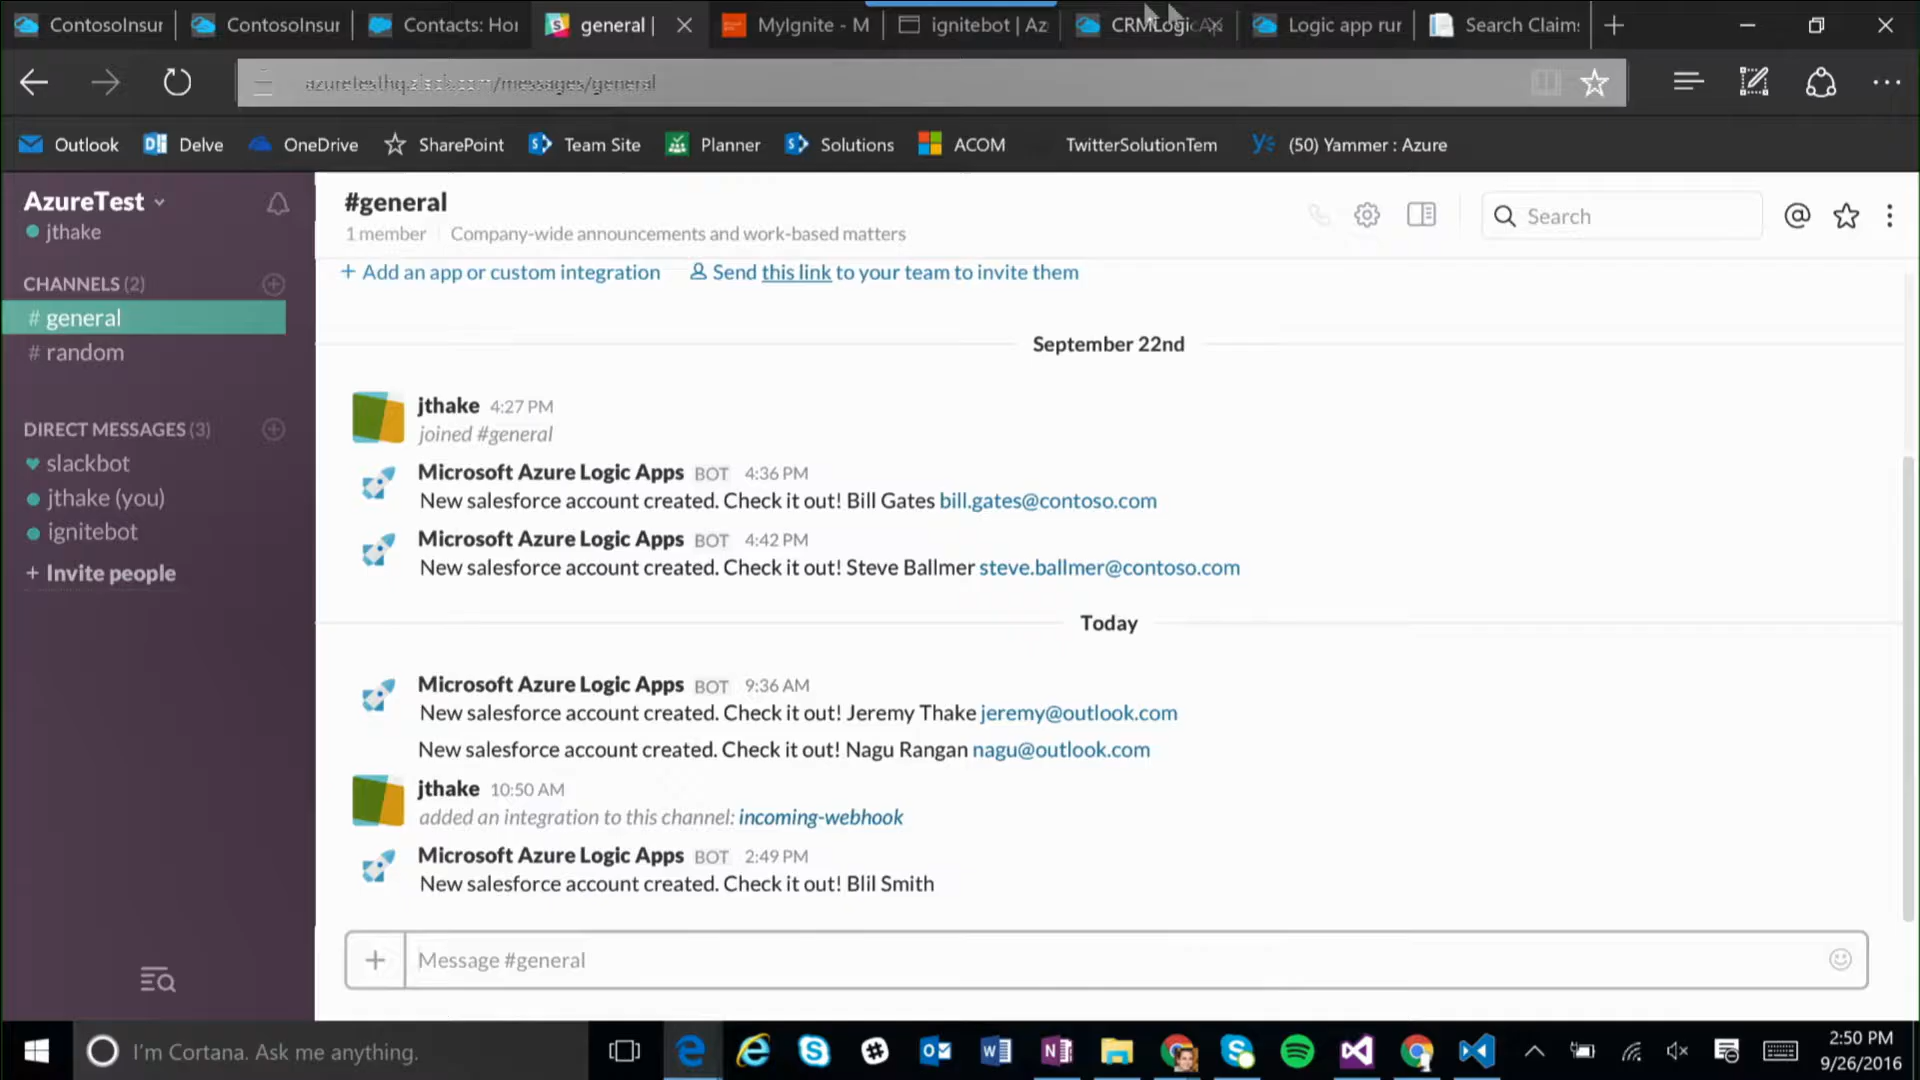 ContosoInsur
ContosoInsur
Contacts: Hor
general |
MyIgnite - M
ignitebot | Az
CRMLogicA
Logic app run
Search Claims
azuretesthq.slack.com/messages/general
Outlook
Delve
OneDrive
SharePoint
Team Site
Planner
Solutions
ACOM
TwitterSolutionTem
(50) Yammer : Azure
AzureTest
jthake
CHANNELS (2)
# general
# random
DIRECT MESSAGES (3)
slackbot
jthake (you)
ignitebot
+ Invite people
#general
1 member
Company-wide announcements and work-based matters
Search
+ Add an app or custom integration
Send this link to your team to invite them
September 22nd
jthake 4:27 PM
joined #general
Microsoft Azure Logic Apps BOT 4:36 PM
New salesforce account created. Check it out! Bill Gates bill.gates@contoso.com
Microsoft Azure Logic Apps BOT 4:42 PM
New salesforce account created. Check it out! Steve Ballmer steve.ballmer@contoso.com
Today
Microsoft Azure Logic Apps BOT 9:36 AM
New salesforce account created. Check it out! Jeremy Thake jeremy@outlook.com
New salesforce account created. Check it out! Nagu Rangan nagu@outlook.com
jthake 10:50 AM
added an integration to this channel: incoming-webhook
Microsoft Azure Logic Apps BOT 2:49 PM
New salesforce account created. Check it out! Blil Smith
Message #general
I'm Cortana. Ask me anything.
2:50 PM
9/26/2016